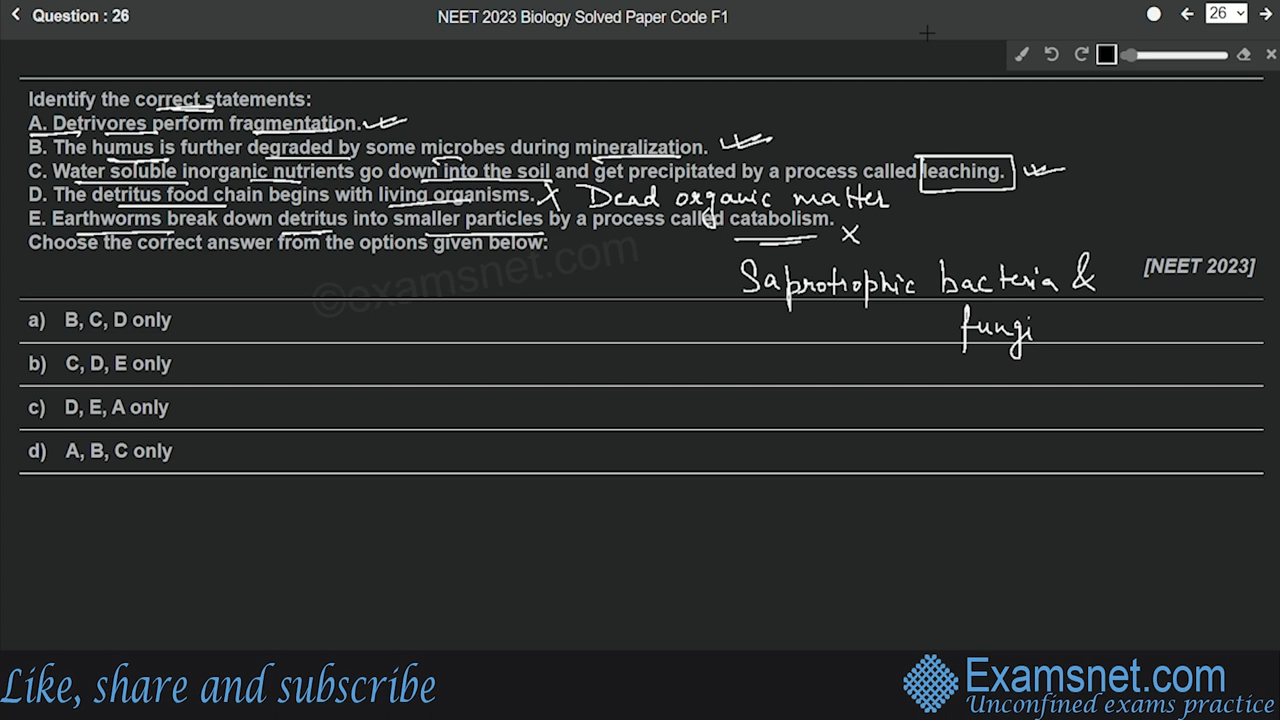 Question : 26
NEET 2023 Biology Solved Paper Code F1
26
Identify the correct statements:
A. Detrivores perform fragmentation.
B. The humus is further degraded by some microbes during mineralization.
C. Water soluble inorganic nutrients go down into the soil and get precipitated by a process called leaching.
D. The detritus food chain begins with living organisms. X Dead organic matter
E. Earthworms break down detritus into smaller particles by a process called catabolism. X
Choose the correct answer from the options given below:
©examsnet.com
Saprotrophic bacteria &
fungi
[NEET 2023]
a) B, C, D only
b) C, D, E only
c) D, E, A only
d) A, B, C only
Like, share and subscribe
Examsnet.com
Unconfined exams practice